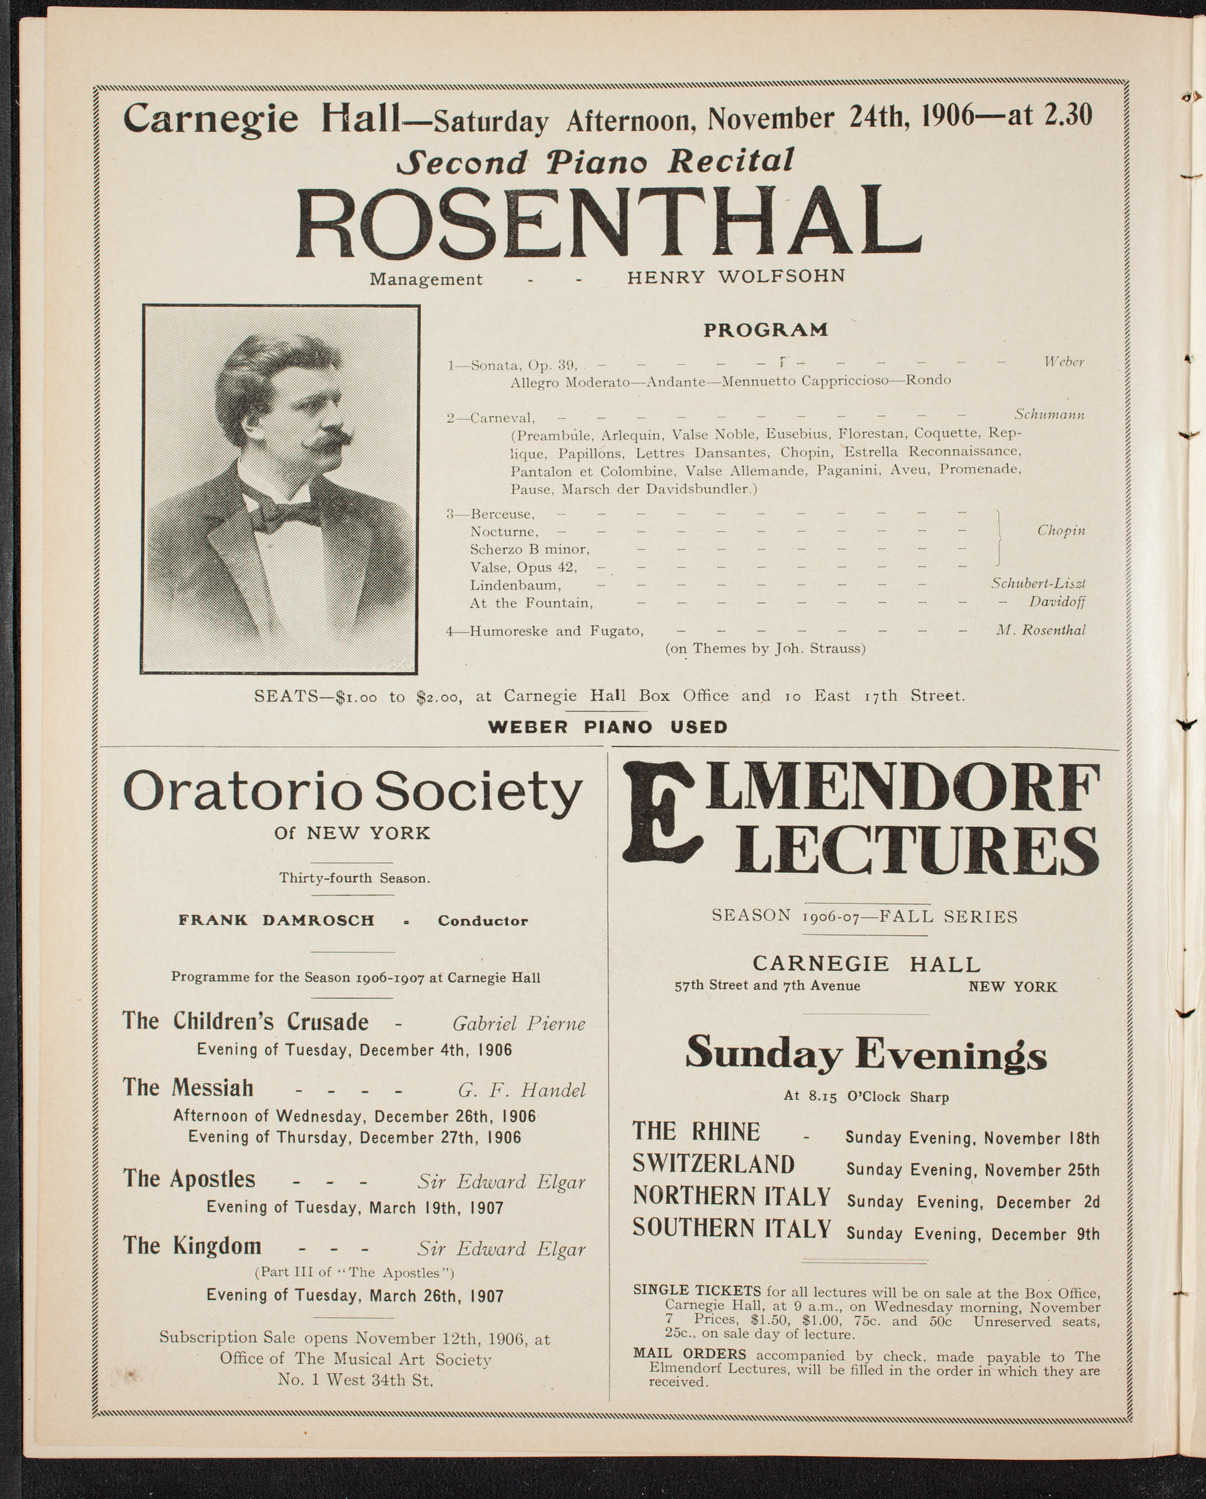 Carnegie Hall—Saturday Afternoon, November 24th, 1906—at 2.30
Second Piano Recital
ROSENTHAL
Management - - HENRY WOLFSOHN
PROGRAM
1—Sonata, Op. 39, — — — — — — — — — — Weber
Allegro Moderato—Andante—Mennuetto Cappriccioso—Rondo
2—Carneval, — — — — — — — — — — — Schumann
(Preambule, Arlequin, Valse Noble, Eusebius, Florestan, Coquette, Rep-
lique, Papillons, Lettres Dansantes, Chopin, Estrella Reconnaissance,
Pantalon et Colombine, Valse Allemande, Paganini, Aveu, Promenade,
Pause, Marsch der Davidsbundler.)
3—Berceuse, — — — — — — — — — — —
Nocturne, — — — — — — — — — — — Chopin
Scherzo B minor, — — — — — — — — —
Valse, Opus 42, — — — — — — — — — —
Lindenbaum, — — — — — — — — — Schubert-Liszt
At the Fountain, — — — — — — — — — — Davidoff
4—Humoreske and Fugato, — — — — — — — — M. Rosenthal
(on Themes by Joh. Strauss)
SEATS—$1.00 to $2.00, at Carnegie Hall Box Office and 10 East 17th Street.
WEBER PIANO USED
Oratorio Society
Of NEW YORK
Thirty-fourth Season.
FRANK DAMROSCH - Conductor
Programme for the Season 1906-1907 at Carnegie Hall
The Children's Crusade - Gabriel Pierne
Evening of Tuesday, December 4th, 1906
The Messiah - - - - G. F. Handel
Afternoon of Wednesday, December 26th, 1906
Evening of Thursday, December 27th, 1906
The Apostles - - - Sir Edward Elgar
Evening of Tuesday, March 19th, 1907
The Kingdom - - - Sir Edward Elgar
(Part III of "The Apostles")
Evening of Tuesday, March 26th, 1907
Subscription Sale opens November 12th, 1906, at
Office of The Musical Art Society
No. 1 West 34th St.
ELMENDORF
LECTURES
SEASON 1906-07—FALL SERIES
CARNEGIE HALL
57th Street and 7th Avenue NEW YORK
Sunday Evenings
At 8.15 O'Clock Sharp
THE RHINE - Sunday Evening, November 18th
SWITZERLAND Sunday Evening, November 25th
NORTHERN ITALY Sunday Evening, December 2d
SOUTHERN ITALY Sunday Evening, December 9th
SINGLE TICKETS for all lectures will be on sale at the Box Office,
Carnegie Hall, at 9 a.m., on Wednesday morning, November
7 Prices, $1.50, $1.00, 75c. and 50c Unreserved seats,
25c., on sale day of lecture.
MAIL ORDERS accompanied by check, made payable to The
Elmendorf Lectures, will be filled in the order in which they are
received.